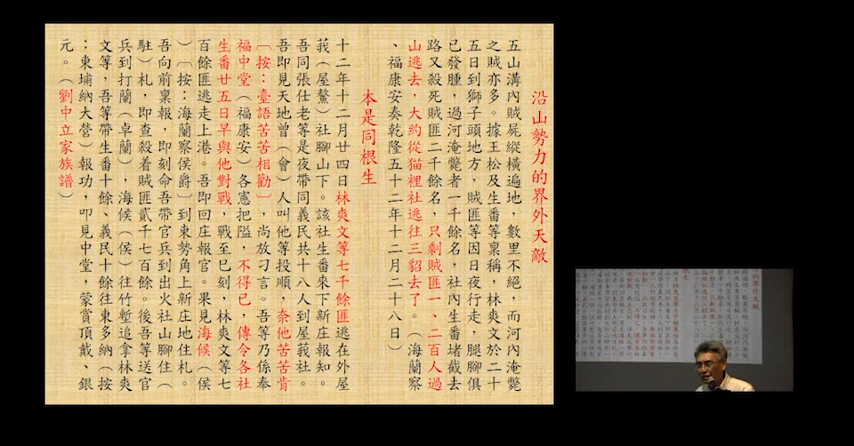 沿山勢力的界外天敵
五山溝內賊屍縱橫遍地，數里不絕，而河內淹斃
之賊亦多。據王松及生番等稟稱，林爽文於二十
五日到獅子頭地方，賊匪等因日夜行走，腿腳俱
已發腫，過河淹斃者一千餘名，社內生番堵截去
路又殺死賊匪二千餘名，只剩賊匪一、二百人過
山逃去，大約從猫裡社逃往三貂去了。（海蘭察
、福康安奏乾隆五十二年十二月二十八日）
本是同根生
十二年十二月廿四日林爽文等七千餘匪逃在外屋
莪（屋鏊）社腳山下。該社生番來下新庄報知。
吾同張仕老等是夜帶同義民共十八人到屋莪社。
吾即見天地曾（會）人叫他等投順，奈他苦苦肯
〔按：臺語苦苦相勸〕，尚放刁言。吾等乃係奉
福中堂（福康安）各憲把隘，不得已，傳令各社
生番廿五日早與他對戰，戰至巳刻，林爽文等七
百餘匪逃走上港。吾即回庄報官。果見海候（侯
）〔按：海蘭察侯爵〕到東勢角上新庄地住札。
吾向前稟報，即刻命吾帶官兵到出火社山腳住（
駐）札，即查殺着賊匪貳千七百餘。後吾等送官
兵到打蘭（卓蘭），海候（侯）往竹塹追拿林爽
文等，吾等帶生番十餘、義民十餘往東多納（按
：東埔納大營）報功，叩見中堂，蒙賞頂戴、銀
元。（劉中立家族譜）